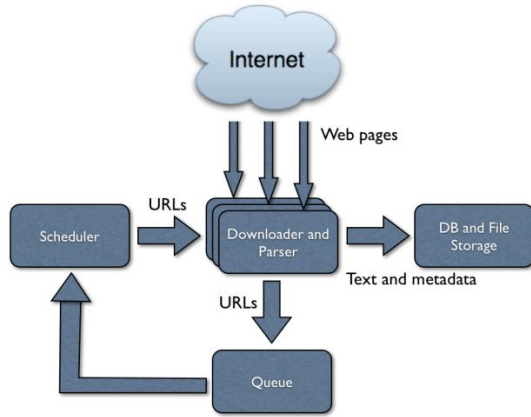 Internet
Web pages
URLs
Scheduler
Downloader and
Parser
DB and File
Storage
Text and metadata
URLs
Queue